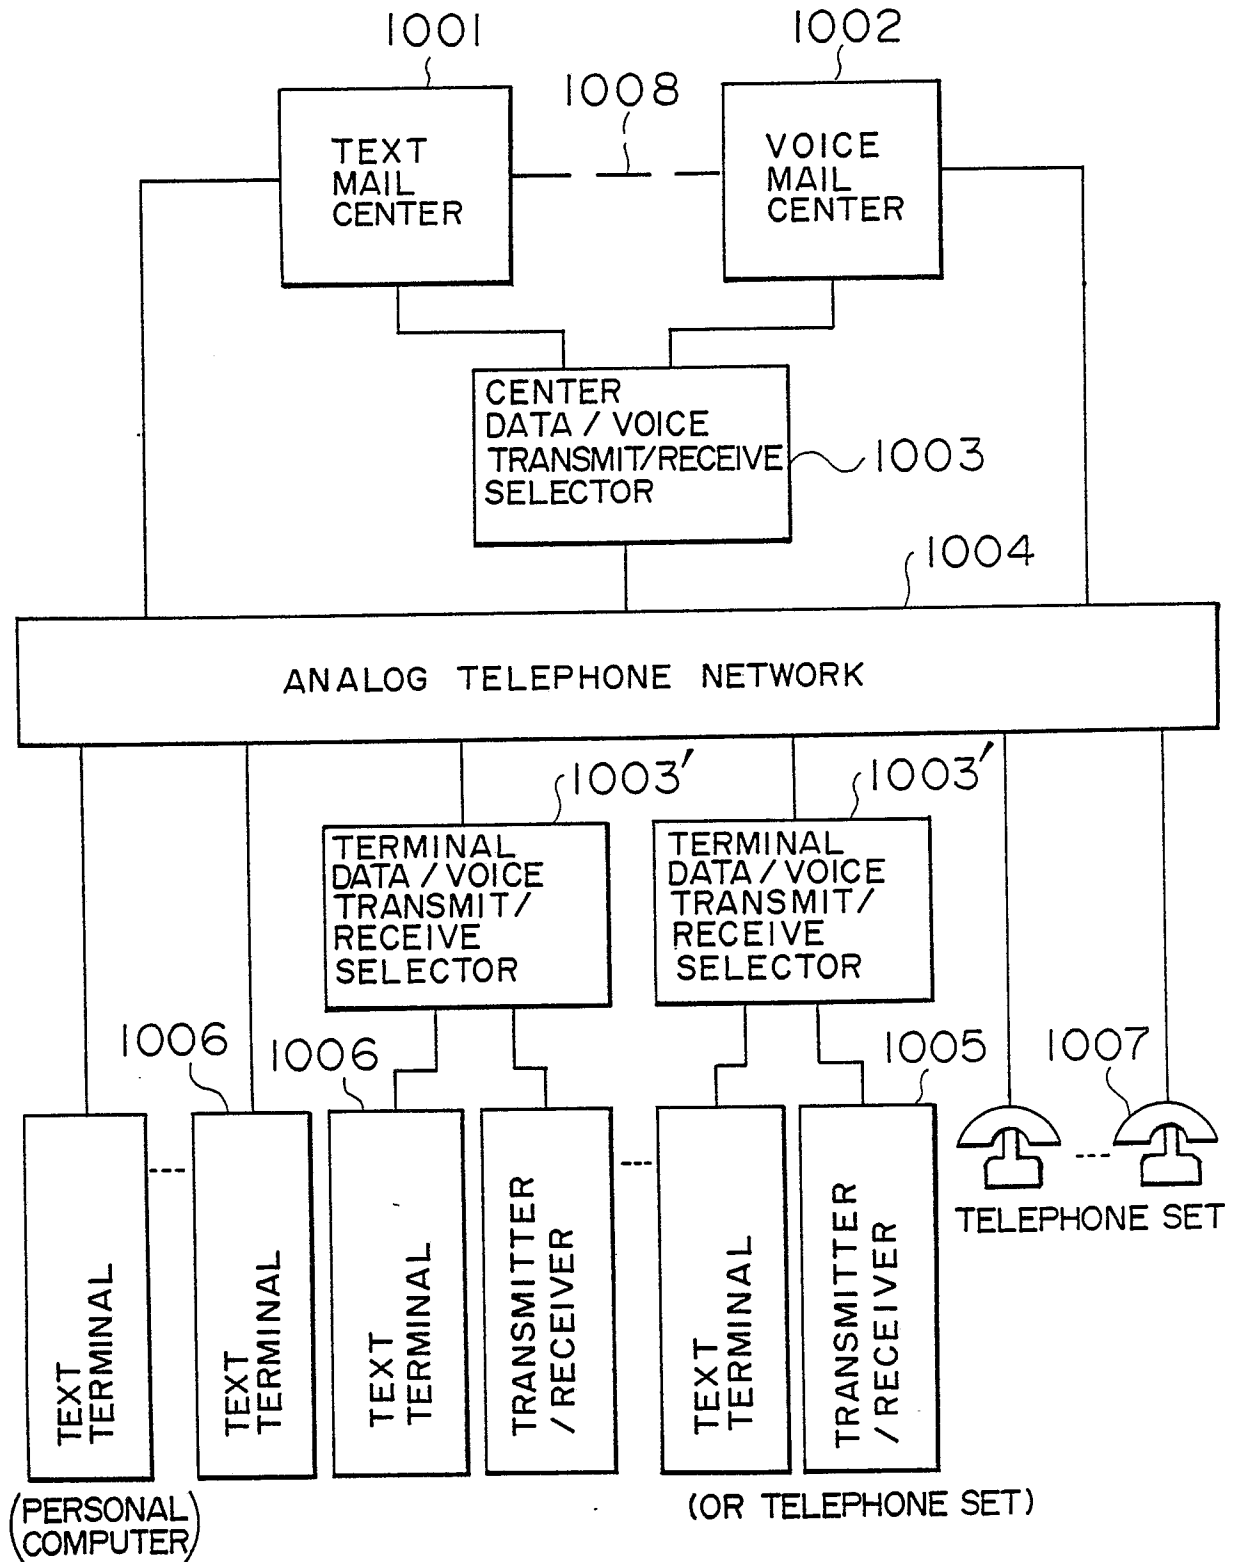 1001
1002
1008
TEXT
MAIL
CENTER
VOICE
MAIL
CENTER
CENTER
DATA / VOICE
TRANSMIT/RECEIVE
SELECTOR
1003
1004
ANALOG TELEPHONE NETWORK
1003'
1003'
TERMINAL
DATA / VOICE
TRANSMIT/
RECEIVE
SELECTOR
TERMINAL
DATA / VOICE
TRANSMIT/
RECEIVE
SELECTOR
1006
1006
1005
1007
TEXT
TERMINAL
TEXT
TERMINAL
TEXT
TERMINAL
TRANSMITTER
/RECEIVER
TEXT
TERMINAL
TRANSMITTER
/RECEIVER
TELEPHONE SET
(PERSONAL
COMPUTER)
(OR TELEPHONE SET)